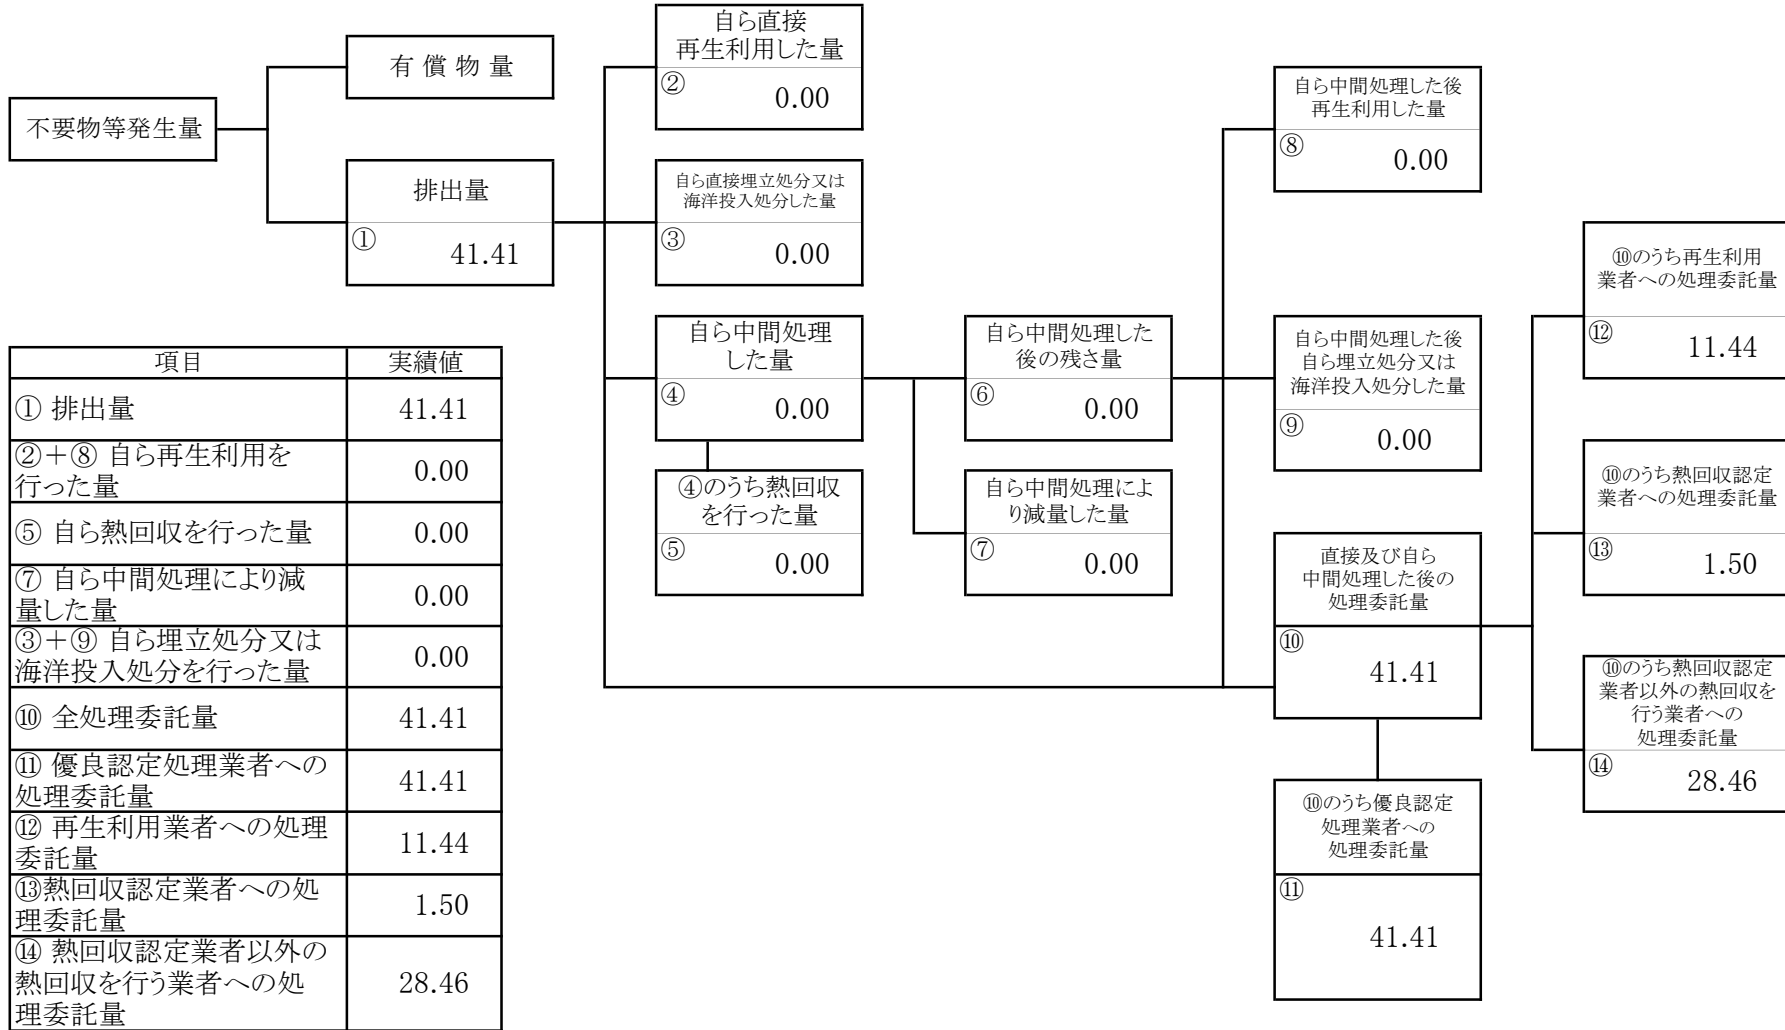 不要物等発生量
有 償 物 量
排出量
①
41.41
自ら直接
再生利用した量
②
0.00
自ら直接埋立処分又は
海洋投入処分した量
③
0.00
自ら中間処理
した量
④
0.00
④のうち熱回収
を行った量
⑤
0.00
自ら中間処理した
後の残さ量
⑥
0.00
自ら中間処理によ
り減量した量
⑦
0.00
自ら中間処理した後
再生利用した量
⑧
0.00
自ら中間処理した後
自ら埋立処分又は
海洋投入処分した量
⑨
0.00
直接及び自ら
中間処理した後の
処理委託量
⑩
41.41
⑩のうち優良認定
処理業者への
処理委託量
⑪
41.41
⑩のうち再生利用
業者への処理委託量
⑫
11.44
⑩のうち熱回収認定
業者への処理委託量
⑬
1.50
⑩のうち熱回収認定
業者以外の熱回収を
行う業者への
処理委託量
⑭
28.46
項目 実績値
① 排出量 41.41
②＋⑧ 自ら再生利用を
行った量 0.00
⑤ 自ら熱回収を行った量 0.00
⑦ 自ら中間処理により減
量した量 0.00
③＋⑨ 自ら埋立処分又は
海洋投入処分を行った量 0.00
⑩ 全処理委託量 41.41
⑪ 優良認定処理業者への
処理委託量 41.41
⑫ 再生利用業者への処理
委託量 11.44
⑬熱回収認定業者への処
理委託量 1.50
⑭ 熱回収認定業者以外の
熱回収を行う業者への処
理委託量 28.46